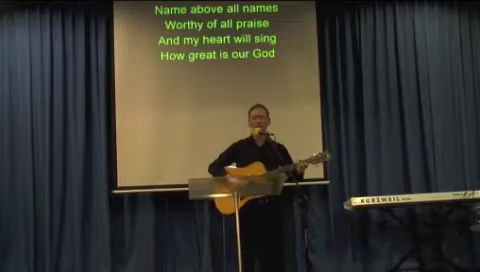 Name above all names
Worthy of all praise
And my heart will sing
How great is our God
KURZWEIL